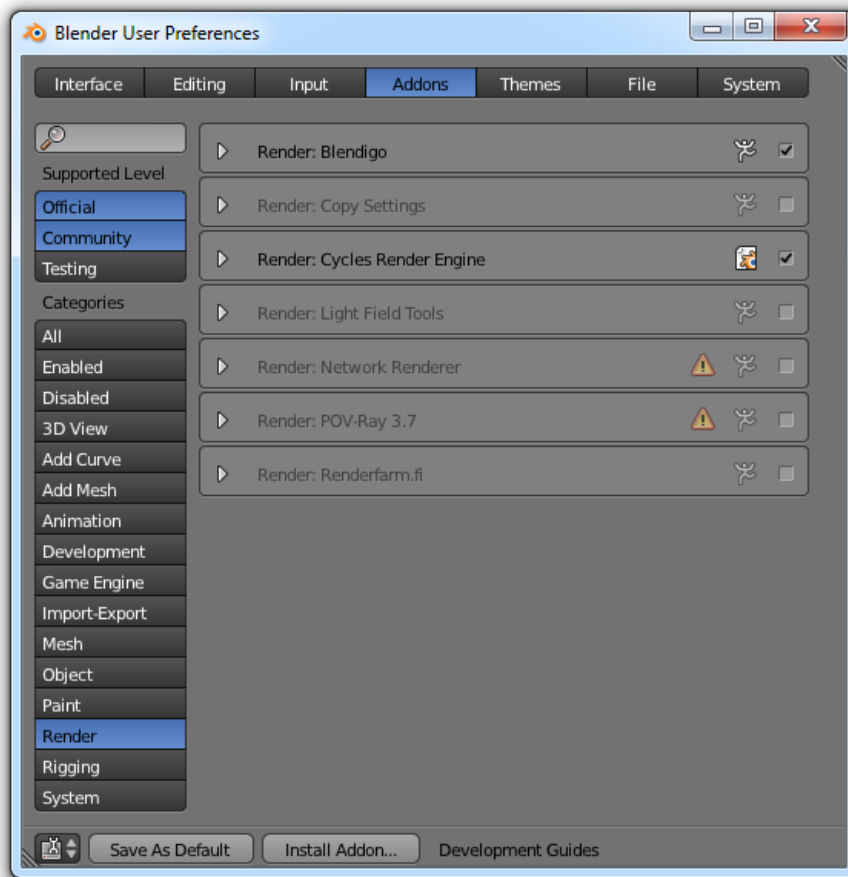 Blender User Preferences
Interface Editing Input Addons Themes File System
Supported Level
Official
Community
Testing
Categories
All
Enabled
Disabled
3D View
Add Curve
Add Mesh
Animation
Development
Game Engine
Import-Export
Mesh
Object
Paint
Render
Rigging
System
Render: Blendigo
Render: Copy Settings
Render: Cycles Render Engine
Render: Light Field Tools
Render: Network Renderer
Render: POV-Ray 3.7
Render: Renderfarm.fi
Save As Default Install Addon... Development Guides